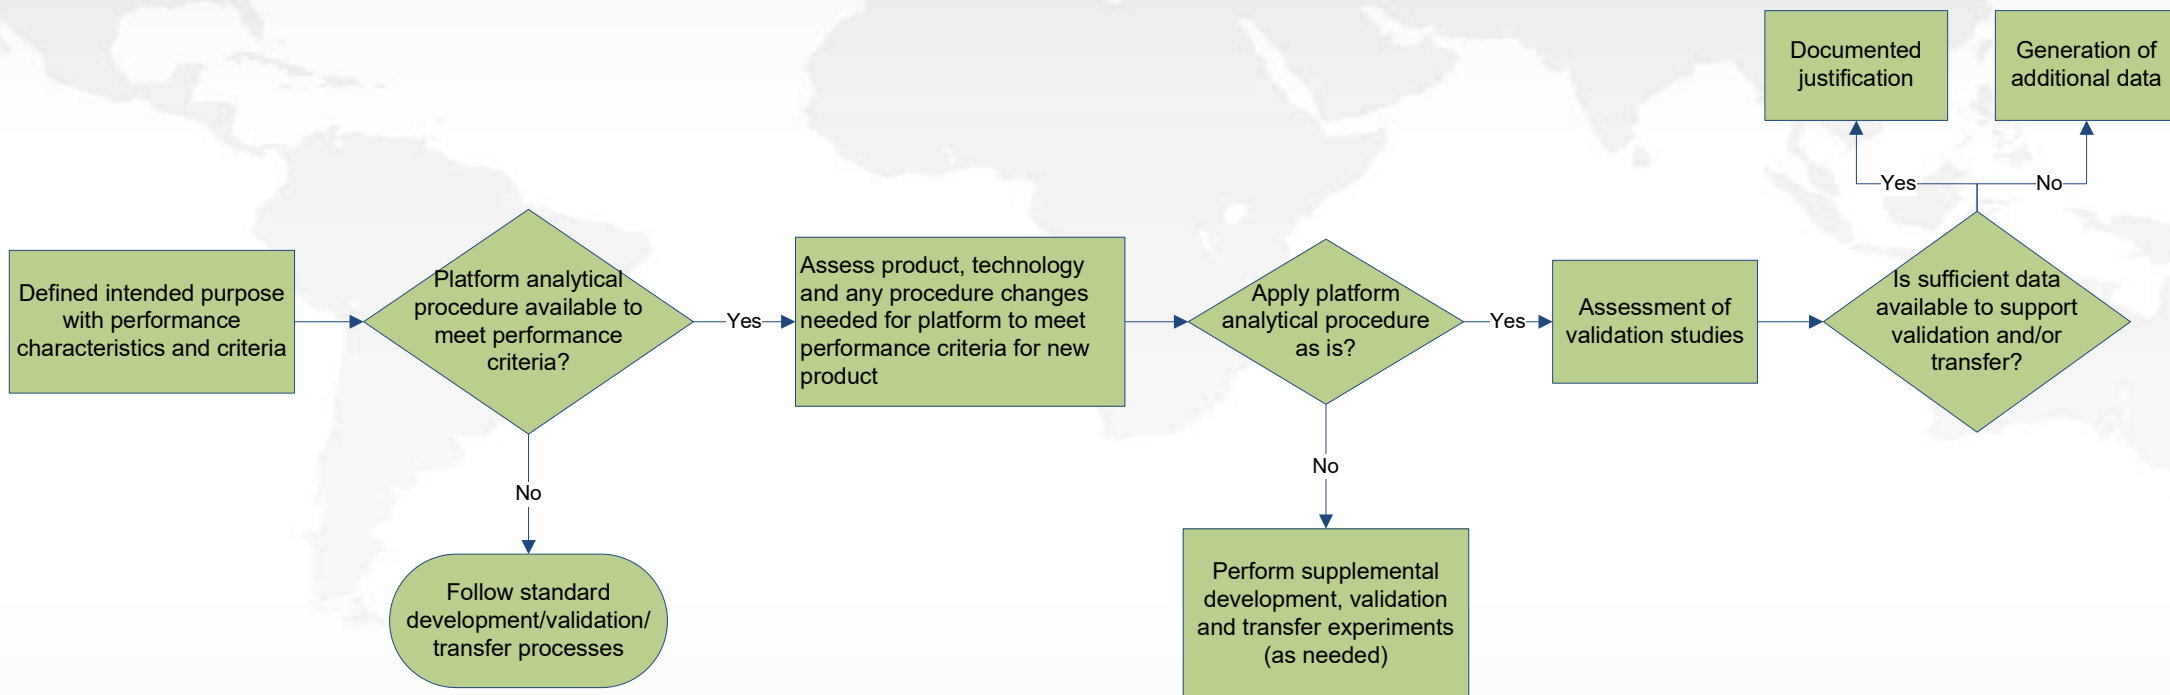 Defined intended purpose
with performance
characteristics and criteria
Platform analytical
procedure available to
meet performance
criteria?
Yes
No
Follow standard
development/validation/
transfer processes
Assess product, technology
and any procedure changes
needed for platform to meet
performance criteria for new
product
Apply platform
analytical procedure
as is?
Yes
No
Perform supplemental
development, validation
and transfer experiments
(as needed)
Assessment of
validation studies
Is sufficient data
available to support
validation and/or
transfer?
Yes
No
Documented
justification
Generation of
additional data